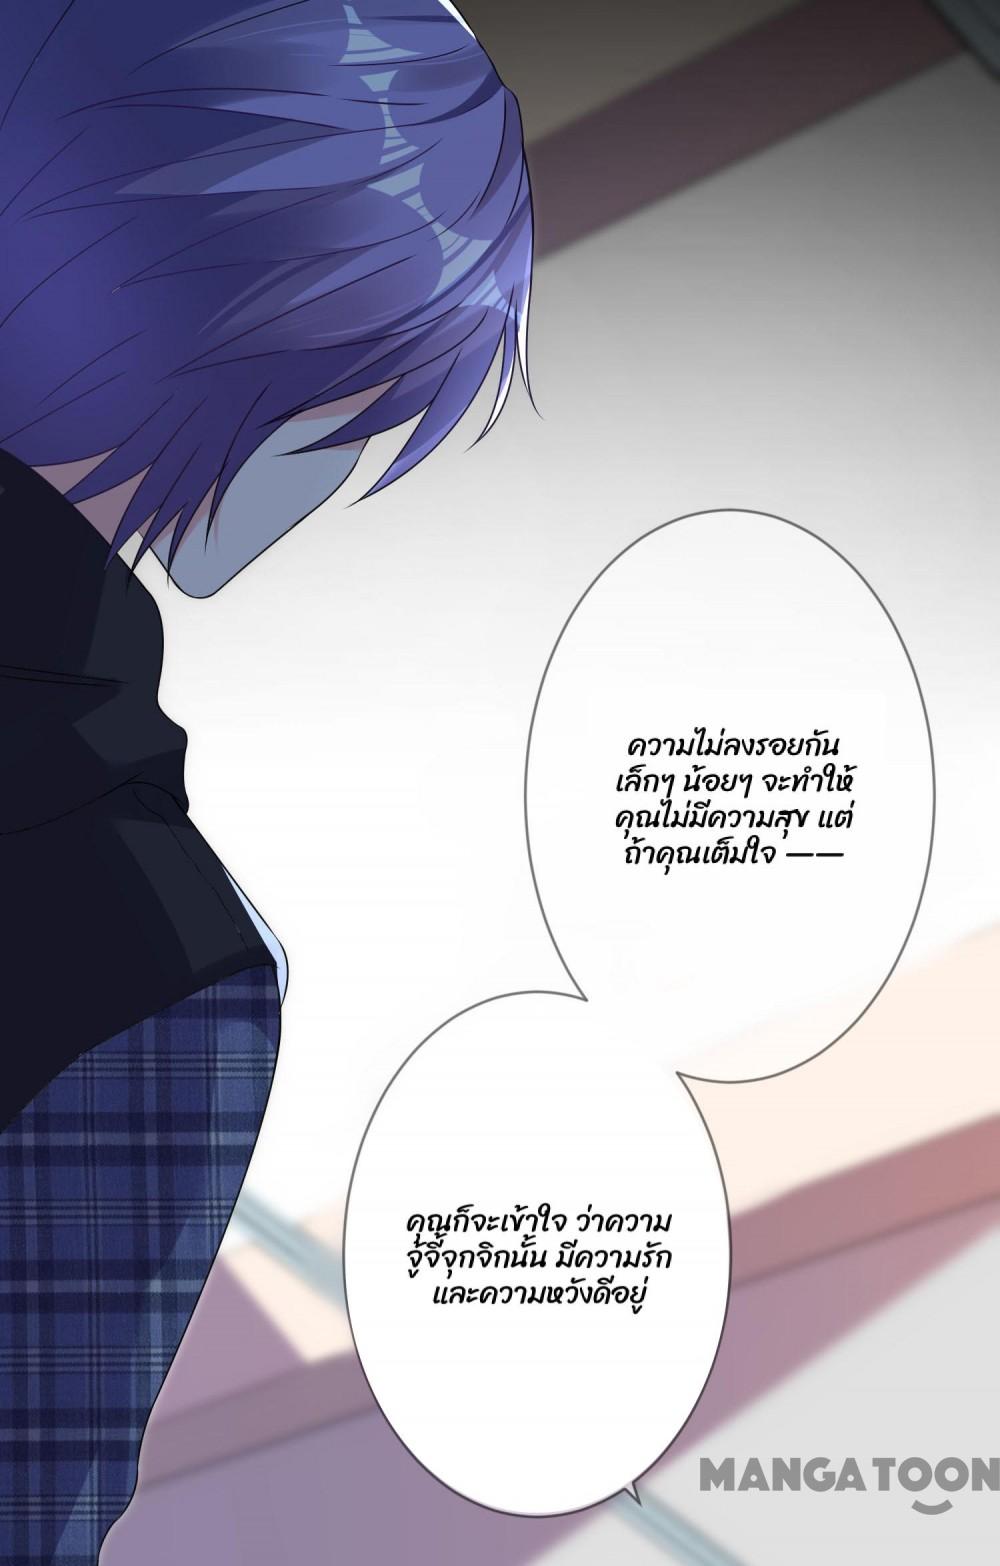 ความไม่ลงรอยกัน
เล็กๆ น้อยๆ จะทำให้
คุณไม่มีความสุข แต่
ถ้าคุณเต็มใจ ——
คุณก็จะเข้าใจ ว่าความ
จู้จี้จุกจิกนั้น มีความรัก
และความหวังดีอยู่
MANGATOON